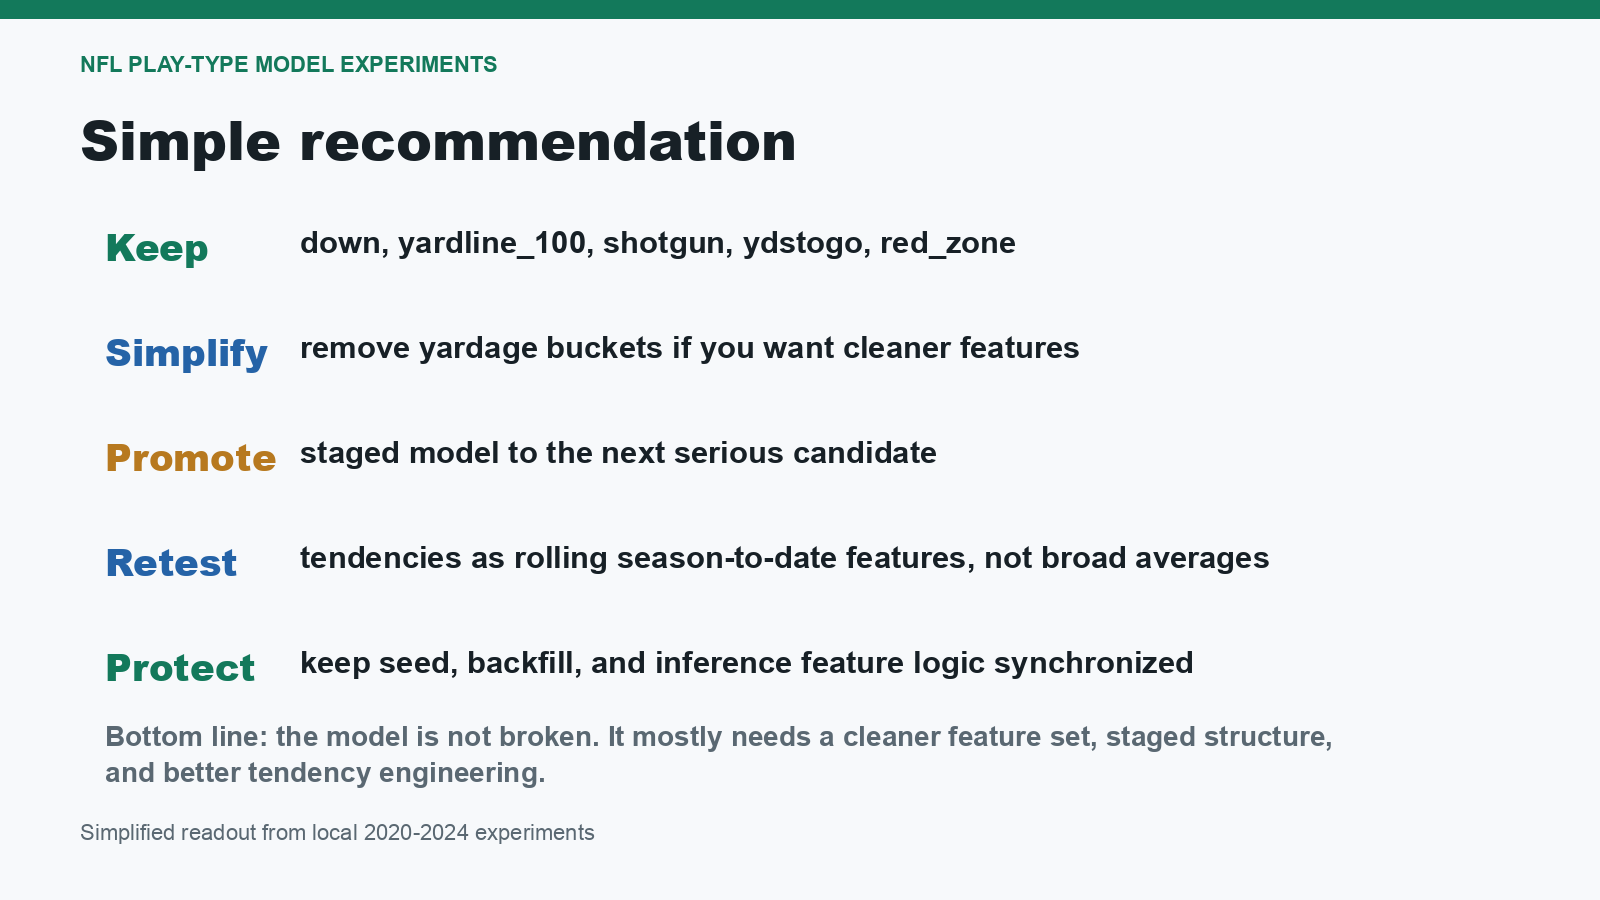 NFL PLAY-TYPE MODEL EXPERIMENTS
Simple recommendation
Keep down, yardline_100, shotgun, ydstogo, red_zone
Simplify remove yardage buckets if you want cleaner features
Promote staged model to the next serious candidate
Retest tendencies as rolling season-to-date features, not broad averages
Protect keep seed, backfill, and inference feature logic synchronized
Bottom line: the model is not broken. It mostly needs a cleaner feature set, staged structure,
and better tendency engineering.
Simplified readout from local 2020-2024 experiments